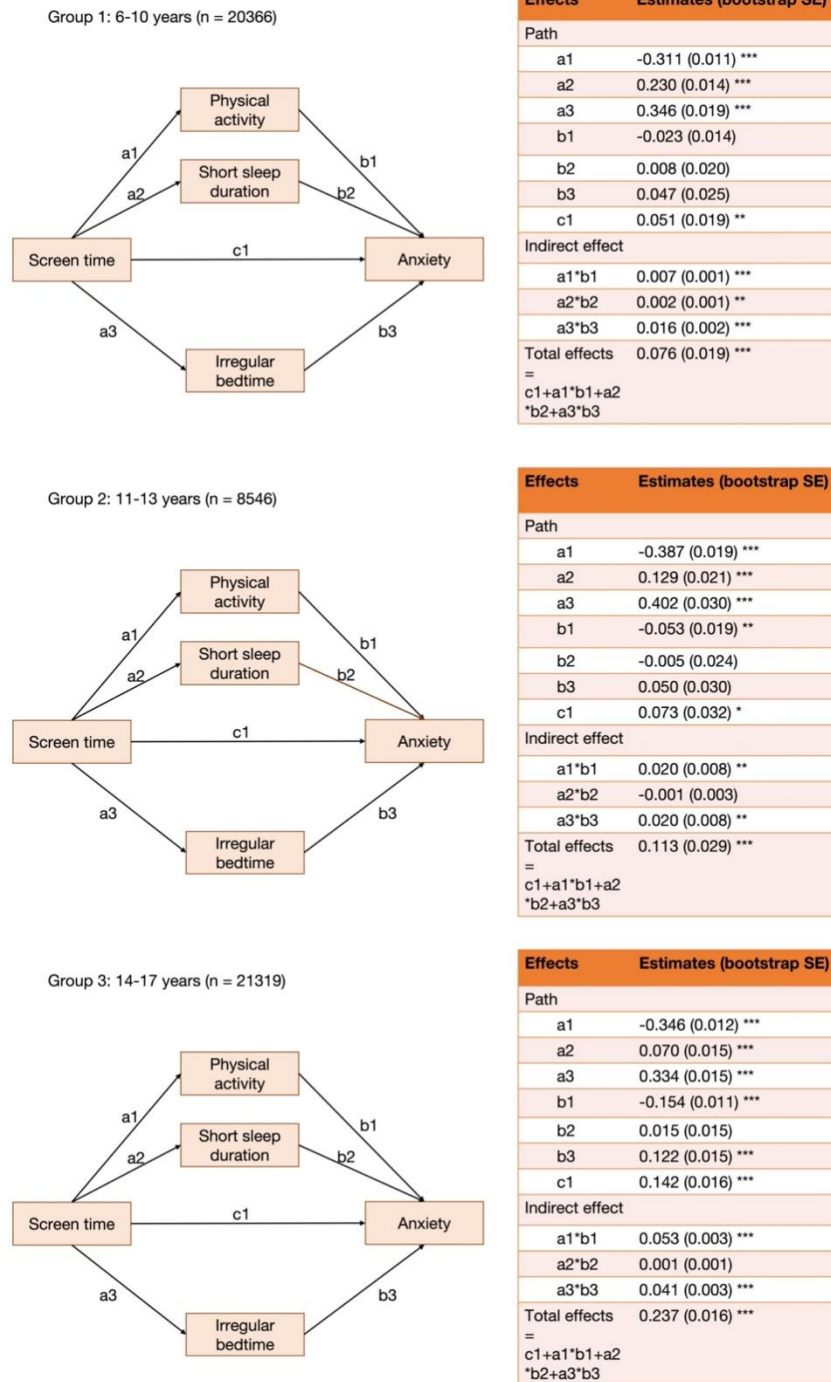 Group 1: 6-10 years (n = 20366)
Physical
activity
a1
b1
Short sleep
duration
a2
b2
Screen time
c1
Anxiety
a3
b3
Irregular
bedtime
Effects Estimates (bootstrap SE)
Path
a1 -0.311 (0.011) ***
a2 0.230 (0.014) ***
a3 0.346 (0.019) ***
b1 -0.023 (0.014)
b2 0.008 (0.020)
b3 0.047 (0.025)
c1 0.051 (0.019) **
Indirect effect
a1*b1 0.007 (0.001) ***
a2*b2 0.002 (0.001) **
a3*b3 0.016 (0.002) ***
Total effects 0.076 (0.019) ***
=
c1+a1*b1+a2
*b2+a3*b3
Group 2: 11-13 years (n = 8546)
Physical
activity
a1
b1
Short sleep
duration
a2
b2
Screen time
c1
Anxiety
a3
b3
Irregular
bedtime
Effects Estimates (bootstrap SE)
Path
a1 -0.387 (0.019) ***
a2 0.129 (0.021) ***
a3 0.402 (0.030) ***
b1 -0.053 (0.019) **
b2 -0.005 (0.024)
b3 0.050 (0.030)
c1 0.073 (0.032) *
Indirect effect
a1*b1 0.020 (0.008) **
a2*b2 -0.001 (0.003)
a3*b3 0.020 (0.008) **
Total effects 0.113 (0.029) ***
=
c1+a1*b1+a2
*b2+a3*b3
Group 3: 14-17 years (n = 21319)
Physical
activity
a1
b1
Short sleep
duration
a2
b2
Screen time
c1
Anxiety
a3
b3
Irregular
bedtime
Effects Estimates (bootstrap SE)
Path
a1 -0.346 (0.012) ***
a2 0.070 (0.015) ***
a3 0.334 (0.015) ***
b1 -0.154 (0.011) ***
b2 0.015 (0.015)
b3 0.122 (0.015) ***
c1 0.142 (0.016) ***
Indirect effect
a1*b1 0.053 (0.003) ***
a2*b2 0.001 (0.001)
a3*b3 0.041 (0.003) ***
Total effects 0.237 (0.016) ***
=
c1+a1*b1+a2
*b2+a3*b3